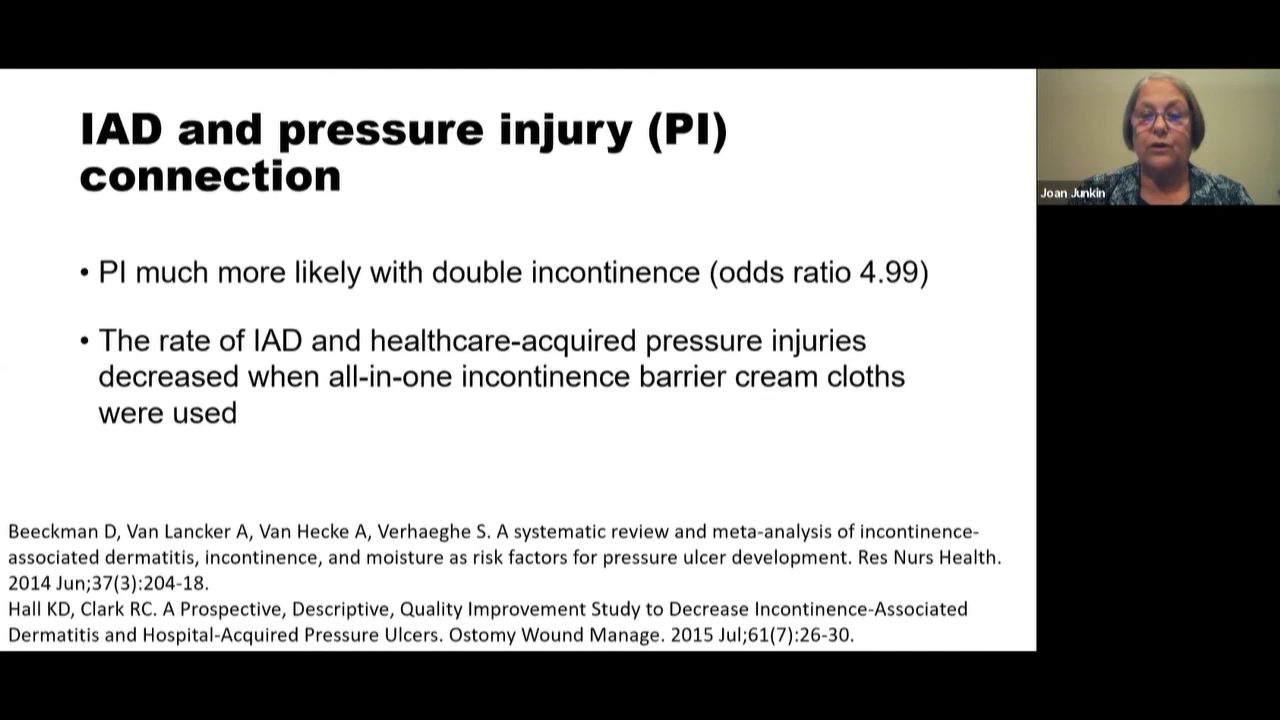 IAD and pressure injury (PI)
connection
• PI much more likely with double incontinence (odds ratio 4.99)
• The rate of IAD and healthcare-acquired pressure injuries
decreased when all-in-one incontinence barrier cream cloths
were used
Beeckman D, Van Lancker A, Van Hecke A, Verhaeghe S. A systematic review and meta-analysis of incontinence-
associated dermatitis, incontinence, and moisture as risk factors for pressure ulcer development. Res Nurs Health.
2014 Jun;37(3):204-18.
Hall KD, Clark RC. A Prospective, Descriptive, Quality Improvement Study to Decrease Incontinence-Associated
Dermatitis and Hospital-Acquired Pressure Ulcers. Ostomy Wound Manage. 2015 Jul;61(7):26-30.
Joan Junkin